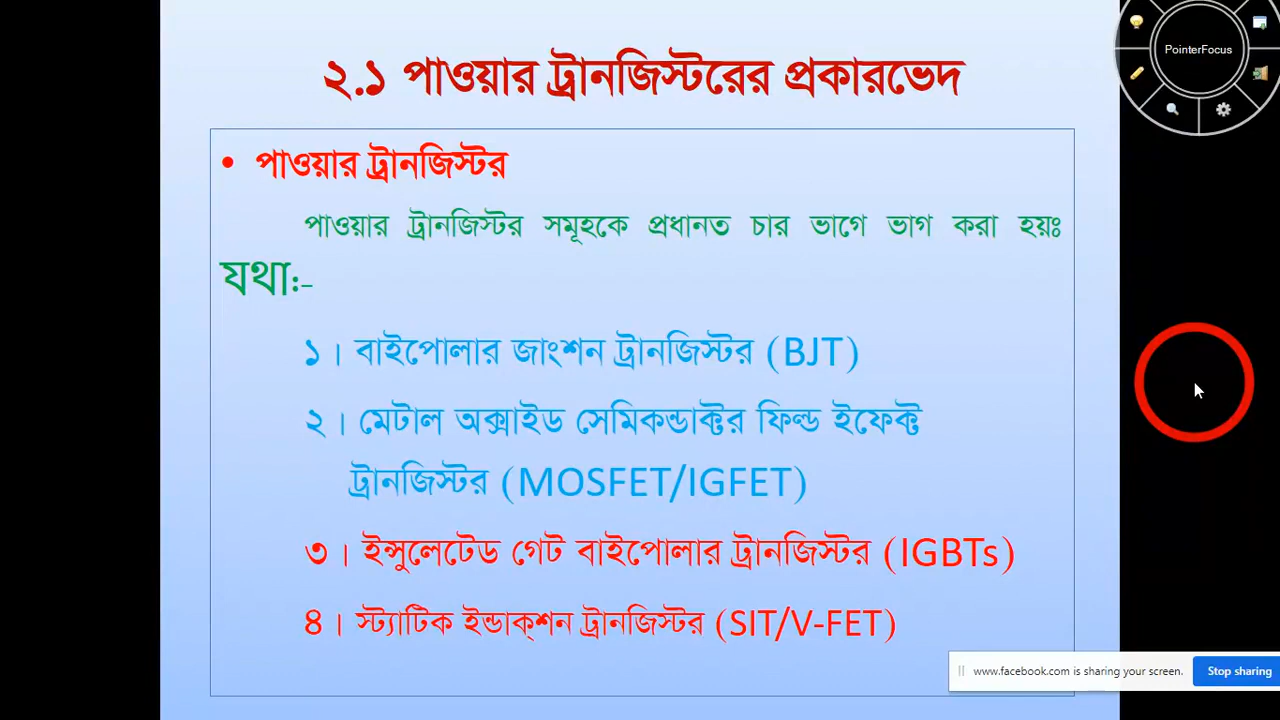 ২.১ পাওয়ার ট্রানজিস্টরের প্রকারভেদ
• পাওয়ার ট্রানজিস্টর
পাওয়ার ট্রানজিস্টর সমূহকে প্রধানত চার ভাগে ভাগ করা হয়ঃ
যথা:-
১। বাইপোলার জাংশন ট্রানজিস্টর (BJT)
২। মেটাল অক্সাইড সেমিকন্ডাক্টর ফিল্ড ইফেক্ট
ট্রানজিস্টর (MOSFET/IGFET)
৩। ইন্সুলেটেড গেট বাইপোলার ট্রানজিস্টর (IGBTs)
৪। স্ট্যাটিক ইন্ডাক্‌শন ট্রানজিস্টর (SIT/V-FET)
PointerFocus
www.facebook.com is sharing your screen.
Stop sharing